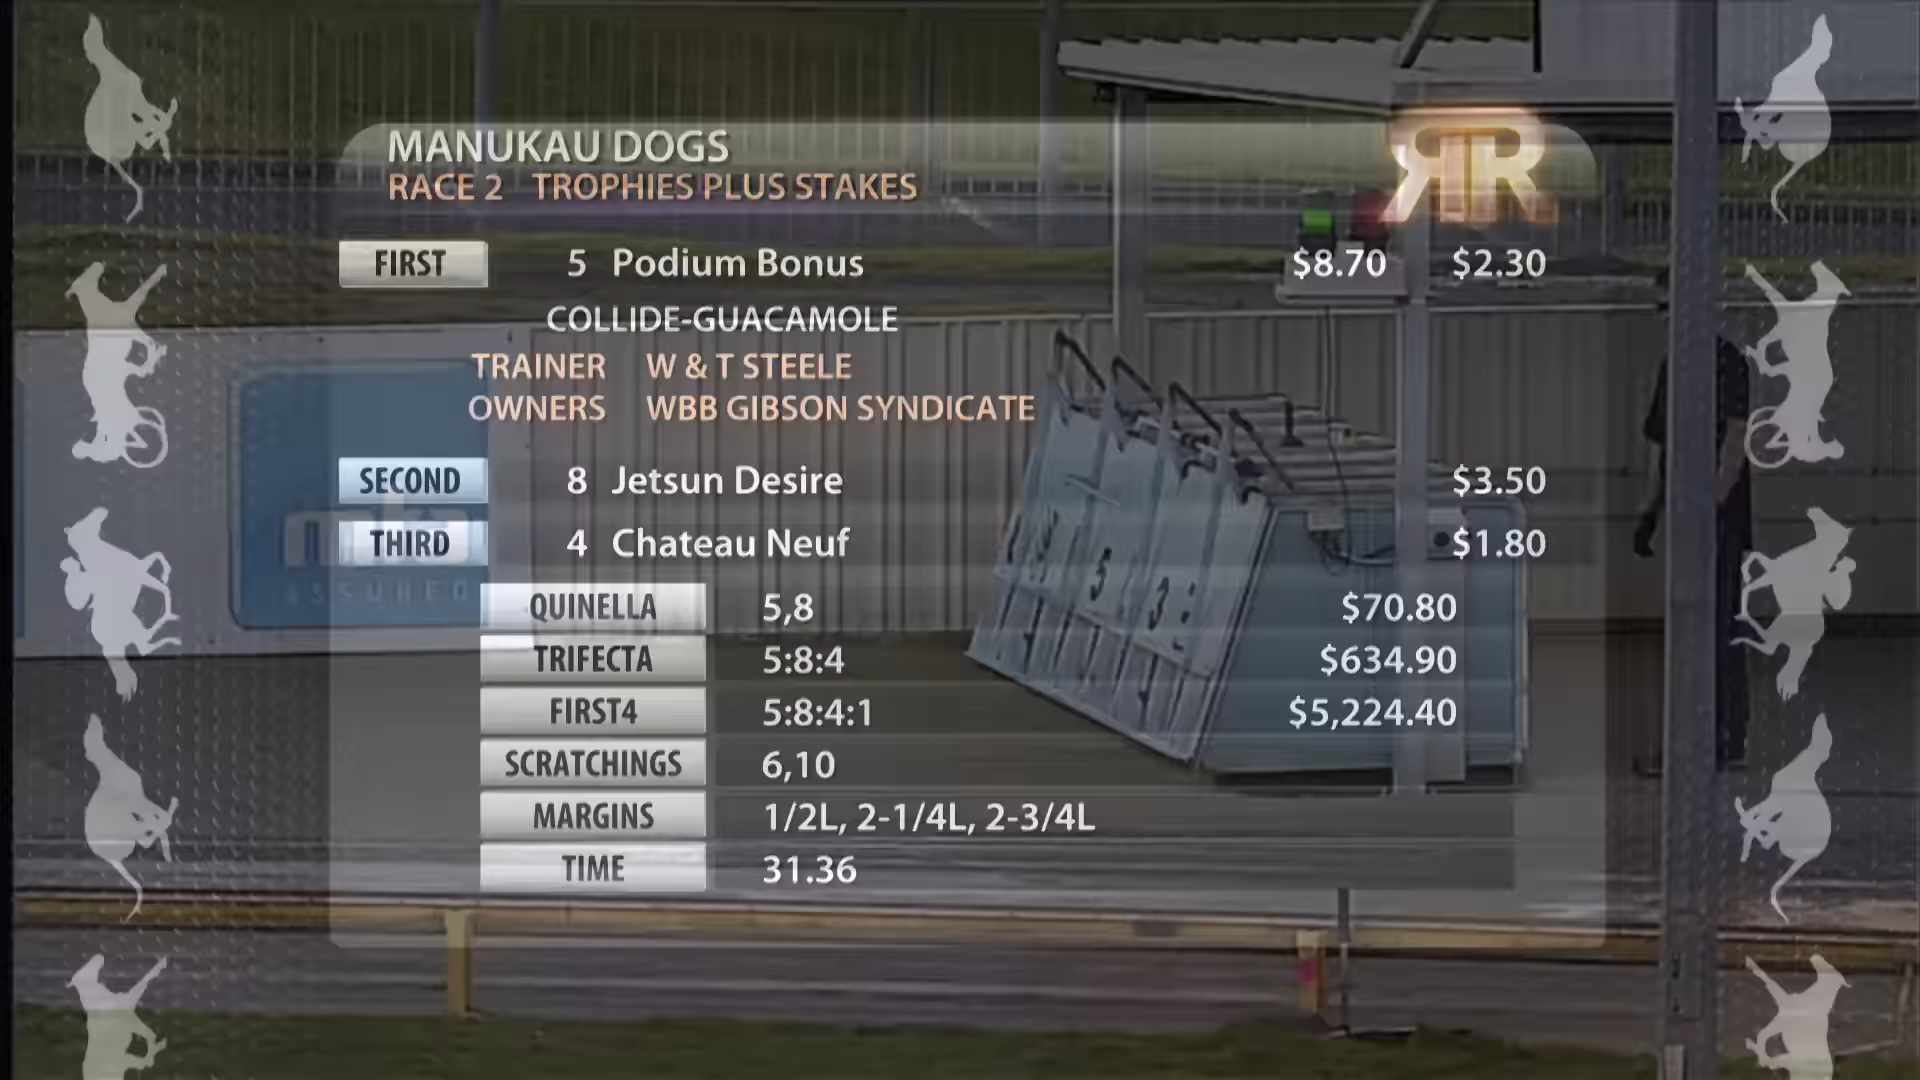 MANUKAU DOGS
RACE 2 TROPHIES PLUS STAKES
FIRST 5 Podium Bonus $8.70 $2.30
COLLIDE-GUACAMOLE
TRAINER W & T STEELE
OWNERS WBB GIBSON SYNDICATE
SECOND 8 Jetsun Desire $3.50
THIRD 4 Chateau Neuf $1.80
ASSURED
QUINELLA 5,8 $70.80
TRIFECTA 5:8:4 $634.90
FIRST4 5:8:4:1 $5,224.40
SCRATCHINGS 6,10
MARGINS 1/2L, 2-1/4L, 2-3/4L
TIME 31.36
5 3